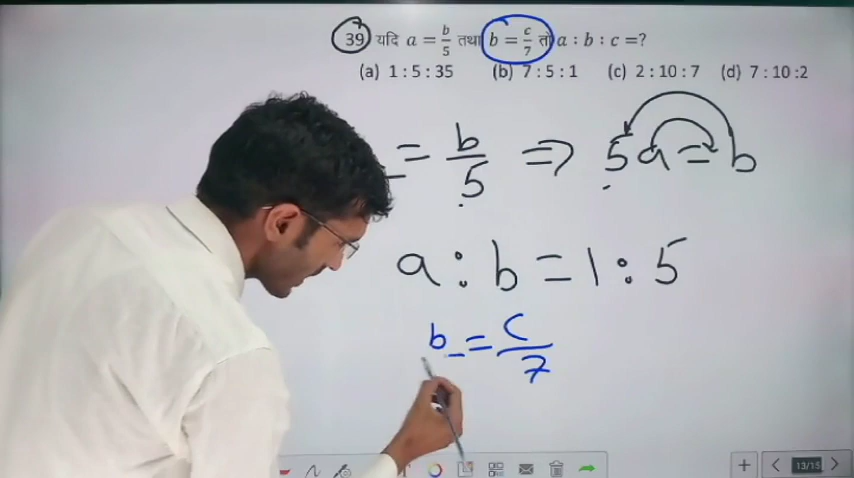 39 यदि a = b/5 तथा b = c/7 तो a : b : c =?
(a) 1 : 5 : 35 (b) 7 : 5 : 1 (c) 2 : 10 : 7 (d) 7 : 10 :2
= b/5 ⇒ 5a = b
a : b = 1 : 5
b = c/7
13/15